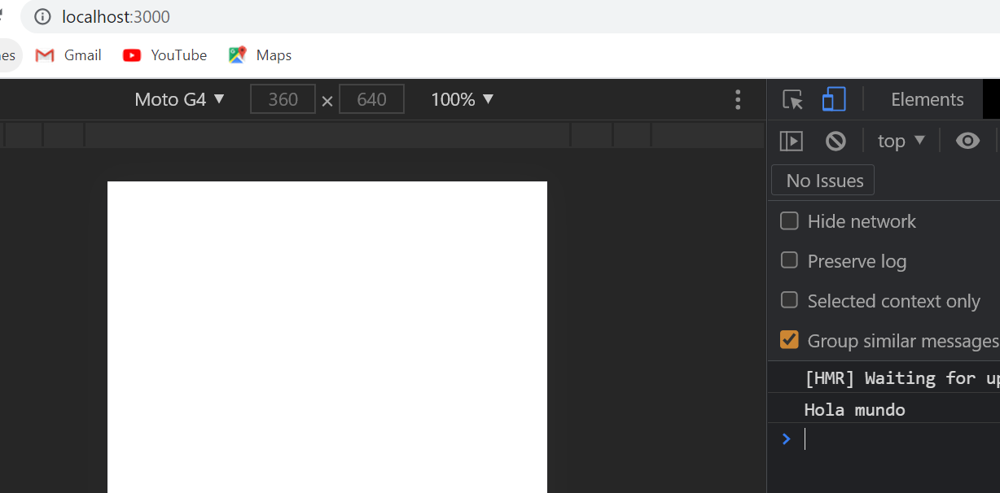 localhost:3000
es Gmail YouTube Maps
Moto G4 ▼ 360 × 640 100% ▼ Elements
top ▼
No Issues
Hide network
Preserve log
Selected context only
Group similar messages
[HMR] Waiting for up
Hola mundo